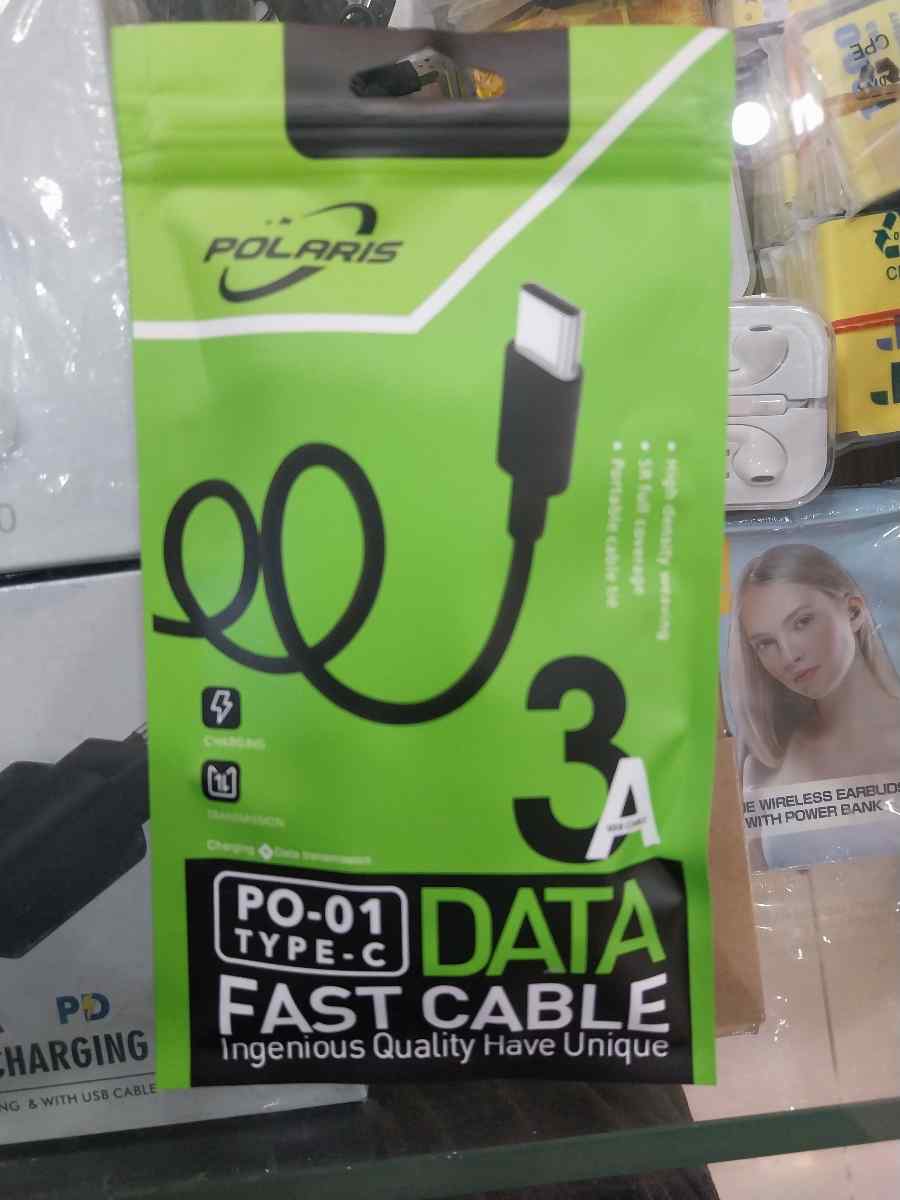 POLARIS
• High-density weaving
• SR full coverage
• Portable cable tie
3A
CHARGING
TRANSMISSION
Charging Data transmission
PO-01
TYPE-C
DATA
FAST CABLE
Ingenious Quality Have Unique
PD
CHARGING
NG & WITH USB CABLE
DE WIRELESS EARBUDS
WITH POWER BANK